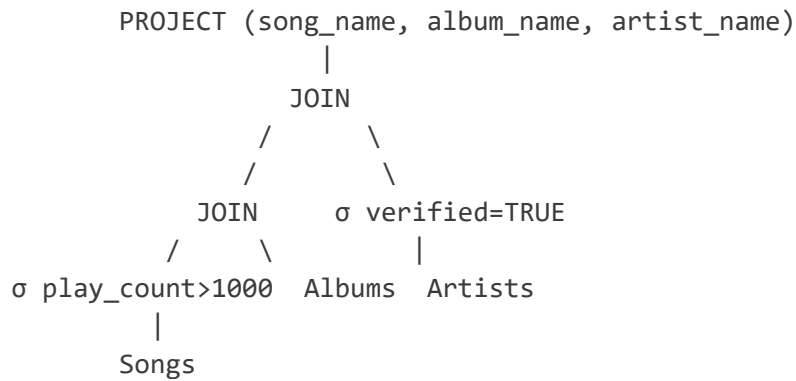 PROJECT (song_name, album_name, artist_name)
|
JOIN
/ \
/ \
JOIN σ verified=TRUE
/ \ |
σ play_count>1000 Albums Artists
|
Songs